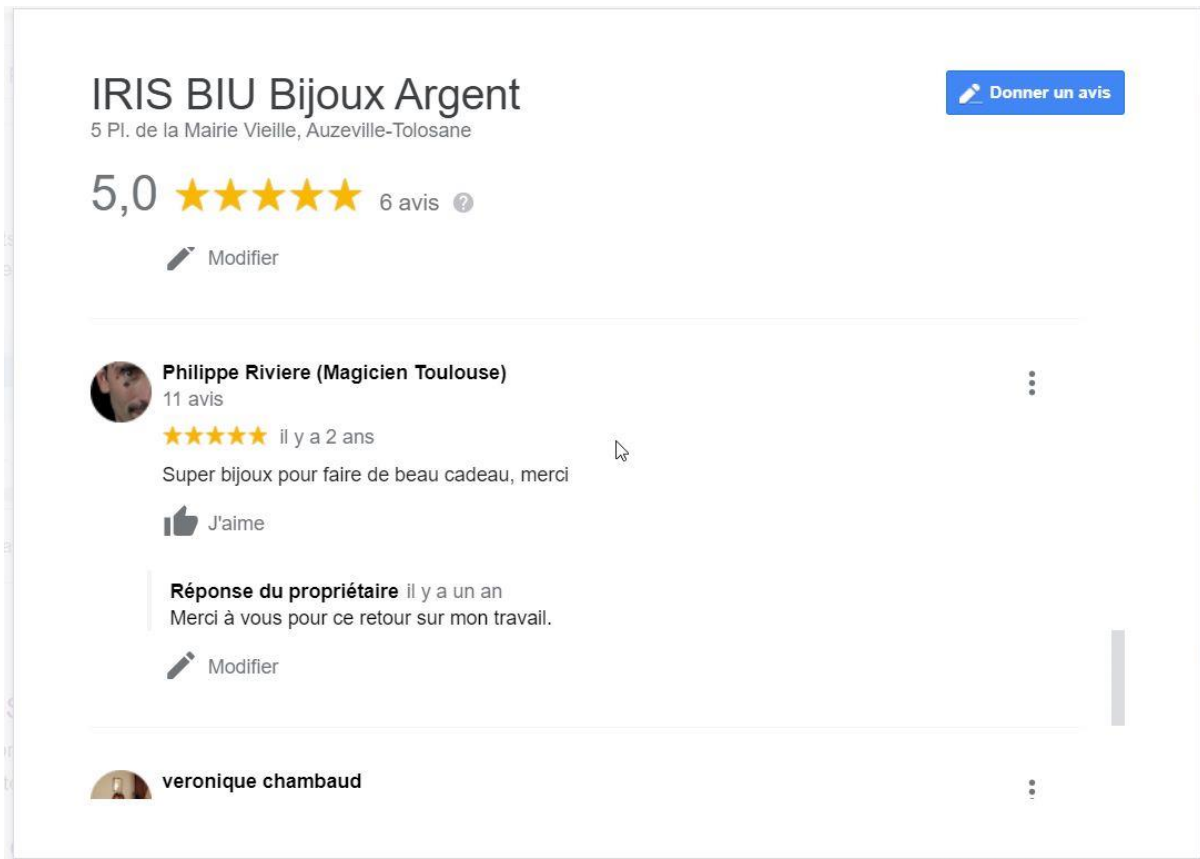 IRIS BIU Bijoux Argent
Donner un avis
5 Pl. de la Mairie Vieille, Auzeville-Tolosane
5,0 6 avis
Modifier
Philippe Riviere (Magicien Toulouse)
11 avis
il y a 2 ans
Super bijoux pour faire de beau cadeau, merci
J'aime
Réponse du propriétaire il y a un an
Merci à vous pour ce retour sur mon travail.
Modifier
veronique chambaud